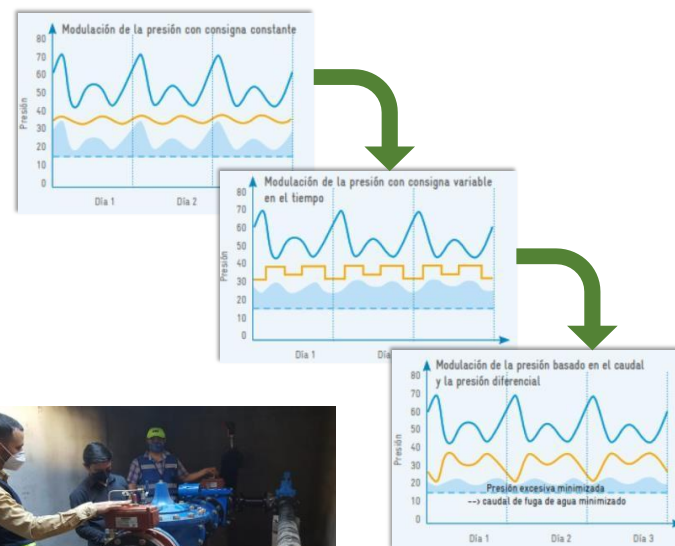 Modulación de la presión con consigna constante
80
70
60
50
40
30
20
10
0
Presión
Día 1
Día 2
Modulación de la presión con consigna variable
en el tiempo
80
70
60
50
40
30
20
10
0
Presión
Día 1
Modulación de la presión basado en el caudal
y la presión diferencial
80
70
60
50
40
30
20
10
0
Presión
Presión excesiva minimizada
--> caudal de fuga de agua minimizado
Día 1
Día 2
Día 3